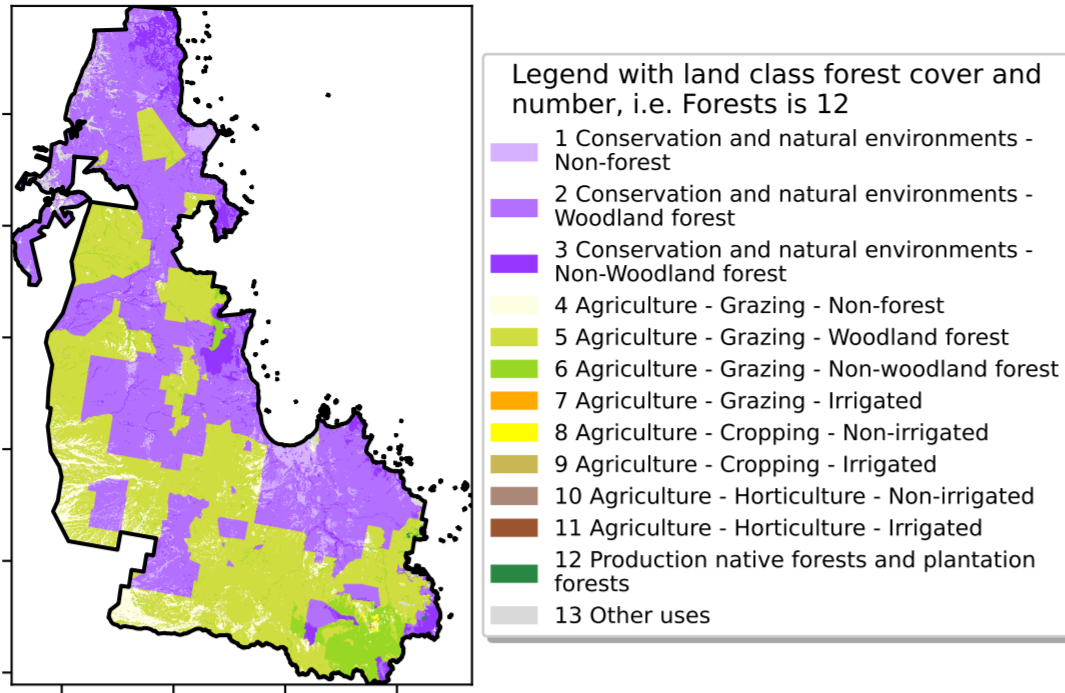 Legend with land class forest cover and
number, i.e. Forests is 12
1 Conservation and natural environments -
Non-forest
2 Conservation and natural environments -
Woodland forest
3 Conservation and natural environments -
Non-Woodland forest
4 Agriculture - Grazing - Non-forest
5 Agriculture - Grazing - Woodland forest
6 Agriculture - Grazing - Non-woodland forest
7 Agriculture - Grazing - Irrigated
8 Agriculture - Cropping - Non-irrigated
9 Agriculture - Cropping - Irrigated
10 Agriculture - Horticulture - Non-irrigated
11 Agriculture - Horticulture - Irrigated
12 Production native forests and plantation
forests
13 Other uses